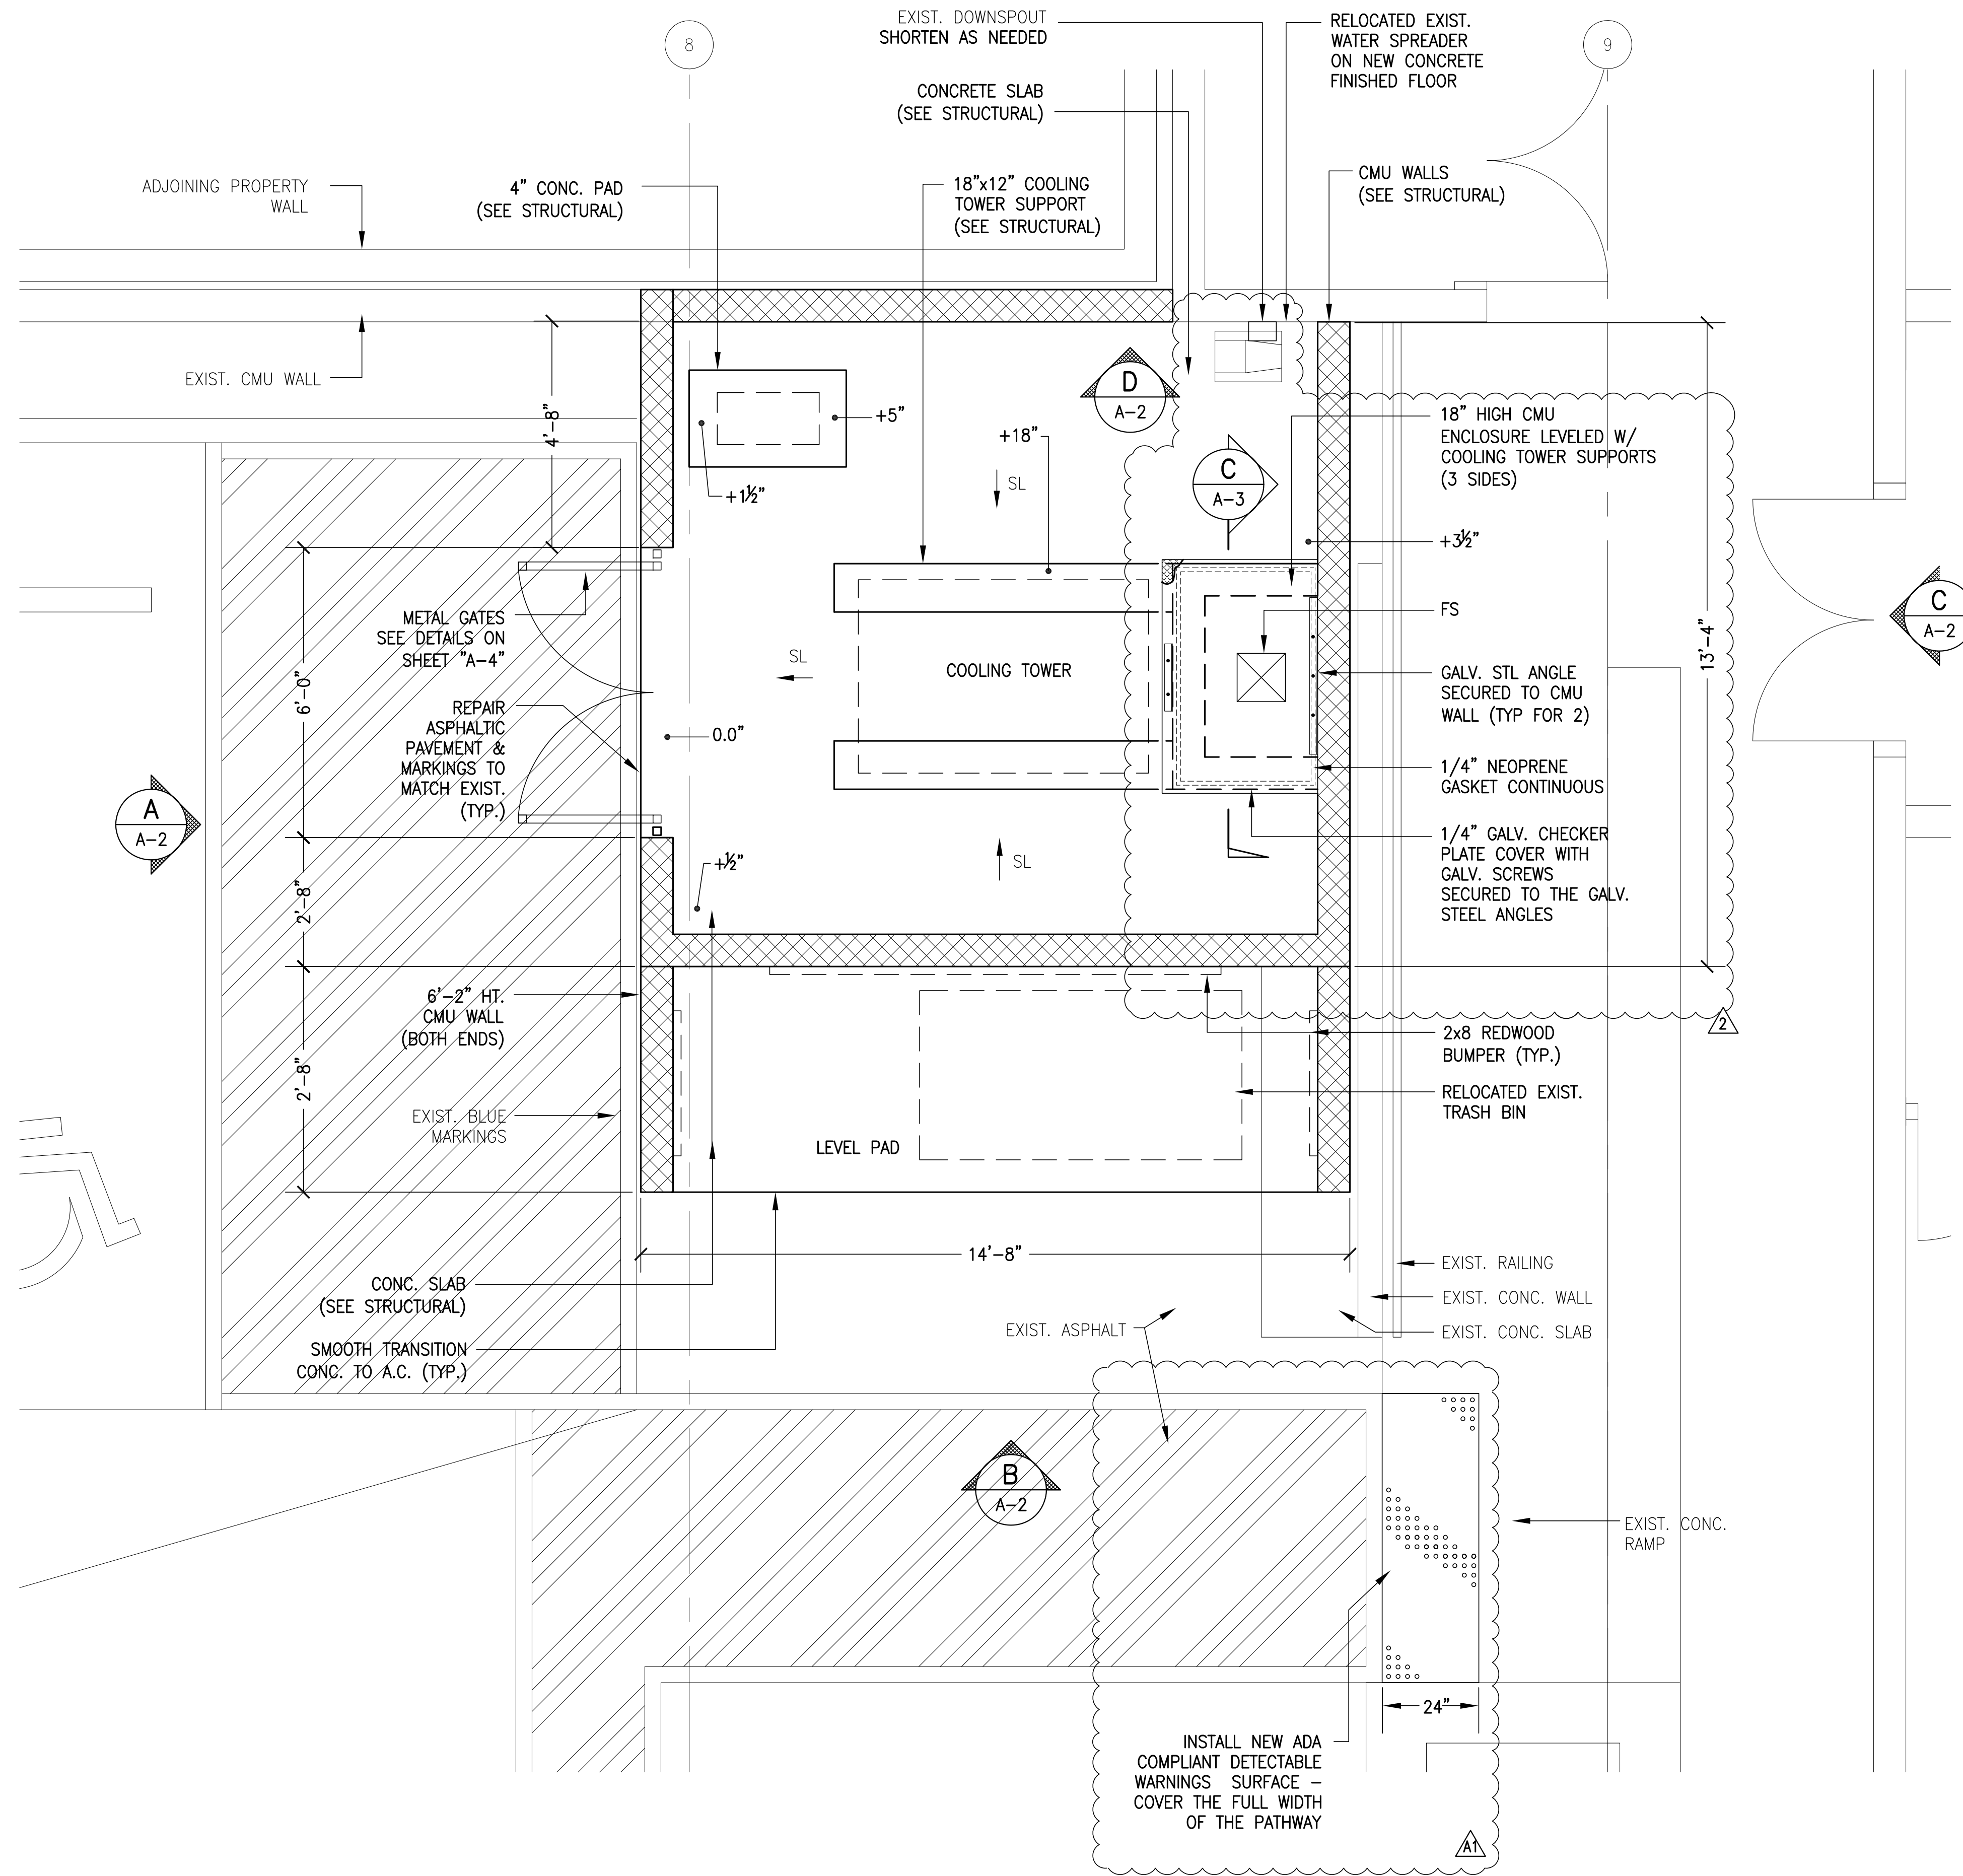 8
EXIST. DOWNSPOUT
SHORTEN AS NEEDED
RELOCATED EXIST.
WATER SPREADER
ON NEW CONCRETE
FINISHED FLOOR
9
CONCRETE SLAB
(SEE STRUCTURAL)
ADJOINING PROPERTY
WALL
4" CONC. PAD
(SEE STRUCTURAL)
18"x12" COOLING
TOWER SUPPORT
(SEE STRUCTURAL)
CMU WALLS
(SEE STRUCTURAL)
EXIST. CMU WALL
4'-8"
+5"
+1½"
+18"
SL
D
A-2
C
A-3
18" HIGH CMU
ENCLOSURE LEVELED W/
COOLING TOWER SUPPORTS
(3 SIDES)
+3½"
FS
METAL GATES
SEE DETAILS ON
SHEET "A-4"
6'-0"
SL
COOLING TOWER
13'-4"
C
A-2
GALV. STL ANGLE
SECURED TO CMU
WALL (TYP FOR 2)
REPAIR
ASPHALTIC
PAVEMENT &
MARKINGS TO
MATCH EXIST.
(TYP.)
0.0"
1/4" NEOPRENE
GASKET CONTINUOUS
A
A-2
1/4" GALV. CHECKER
PLATE COVER WITH
GALV. SCREWS
SECURED TO THE GALV.
STEEL ANGLES
+½"
SL
2'-8"
6'-2" HT.
CMU WALL
(BOTH ENDS)
2
2x8 REDWOOD
BUMPER (TYP.)
2'-8"
RELOCATED EXIST.
TRASH BIN
EXIST. BLUE
MARKINGS
LEVEL PAD
14'-8"
CONC. SLAB
(SEE STRUCTURAL)
EXIST. RAILING
EXIST. CONC. WALL
EXIST. CONC. SLAB
EXIST. ASPHALT
SMOOTH TRANSITION
CONC. TO A.C. (TYP.)
B
A-2
EXIST. CONC.
RAMP
24"
INSTALL NEW ADA
COMPLIANT DETECTABLE
WARNINGS SURFACE -
COVER THE FULL WIDTH
OF THE PATHWAY
A1